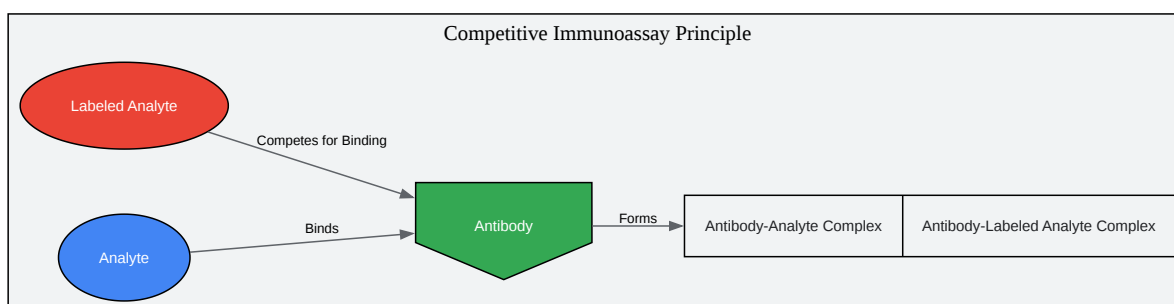 Competitive Immunoassay Principle
Labeled Analyte
Competes for Binding
Analyte
Binds
Antibody
Forms
Antibody-Analyte Complex
Antibody-Labeled Analyte Complex